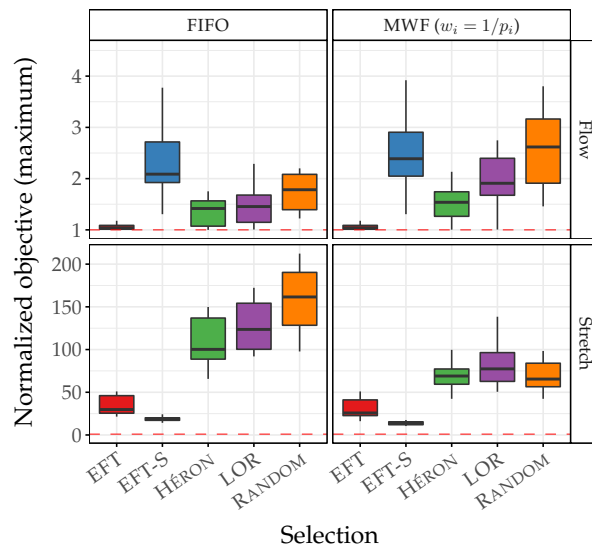 FIFO
MWF (wᵢ = 1/pᵢ)
Normalized objective (maximum)
4
3
2
1
Flow
200
150
100
50
0
Stretch
EFT
EFT-S
HÉRON
LOR
RANDOM
EFT
EFT-S
HÉRON
LOR
RANDOM
Selection